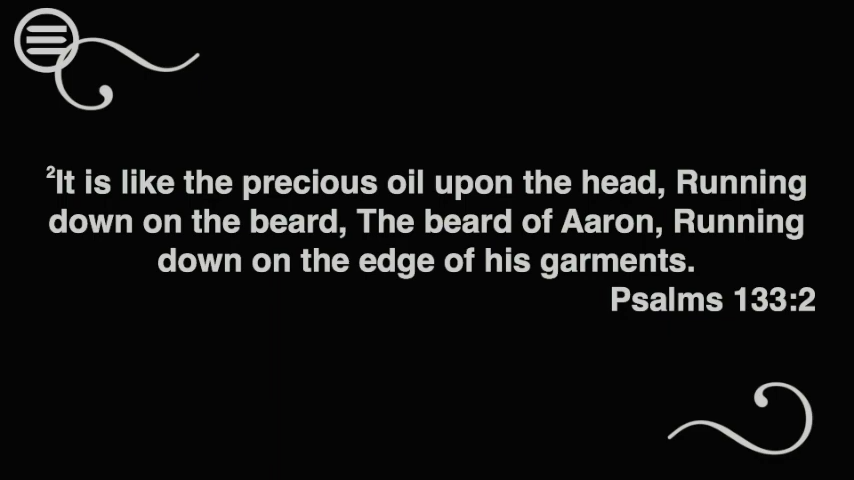 ²It is like the precious oil upon the head, Running
down on the beard, The beard of Aaron, Running
down on the edge of his garments.
Psalms 133:2